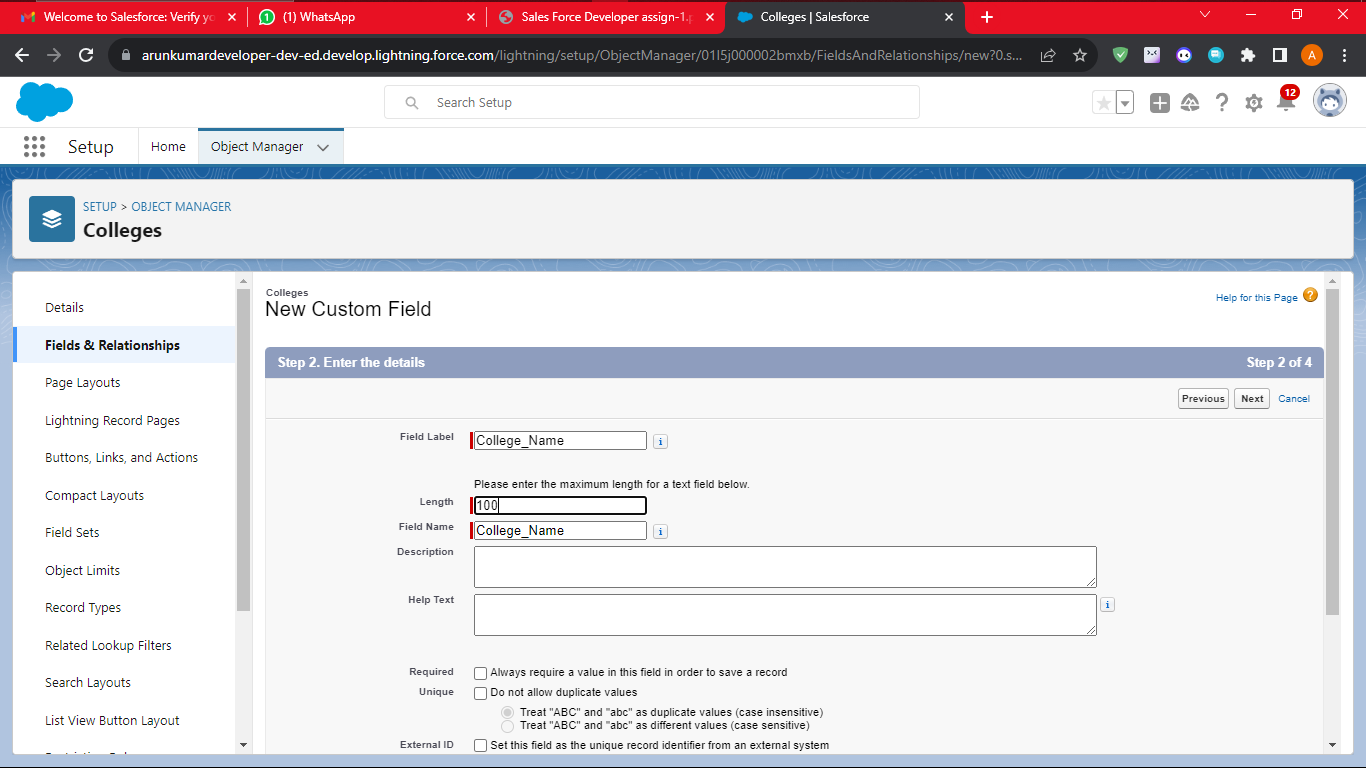 Welcome to Salesforce: Verify yo
(1) WhatsApp
Sales Force Developer assign-1.p
Colleges | Salesforce
arunkumardeveloper-dev-ed.develop.lightning.force.com/lightning/setup/ObjectManager/01I5j000002bmxb/FieldsAndRelationships/new?0.s...
A
Search Setup
12
Setup
Home
Object Manager
SETUP > OBJECT MANAGER
Colleges
Details
Fields & Relationships
Page Layouts
Lightning Record Pages
Buttons, Links, and Actions
Compact Layouts
Field Sets
Object Limits
Record Types
Related Lookup Filters
Search Layouts
List View Button Layout
Colleges
New Custom Field
Help for this Page
Step 2. Enter the details
Step 2 of 4
Previous
Next
Cancel
Field Label
College_Name
Please enter the maximum length for a text field below.
Length
100
Field Name
College_Name
Description
Help Text
Required
Always require a value in this field in order to save a record
Unique
Do not allow duplicate values
Treat "ABC" and "abc" as duplicate values (case insensitive)
Treat "ABC" and "abc" as different values (case sensitive)
External ID
Set this field as the unique record identifier from an external system